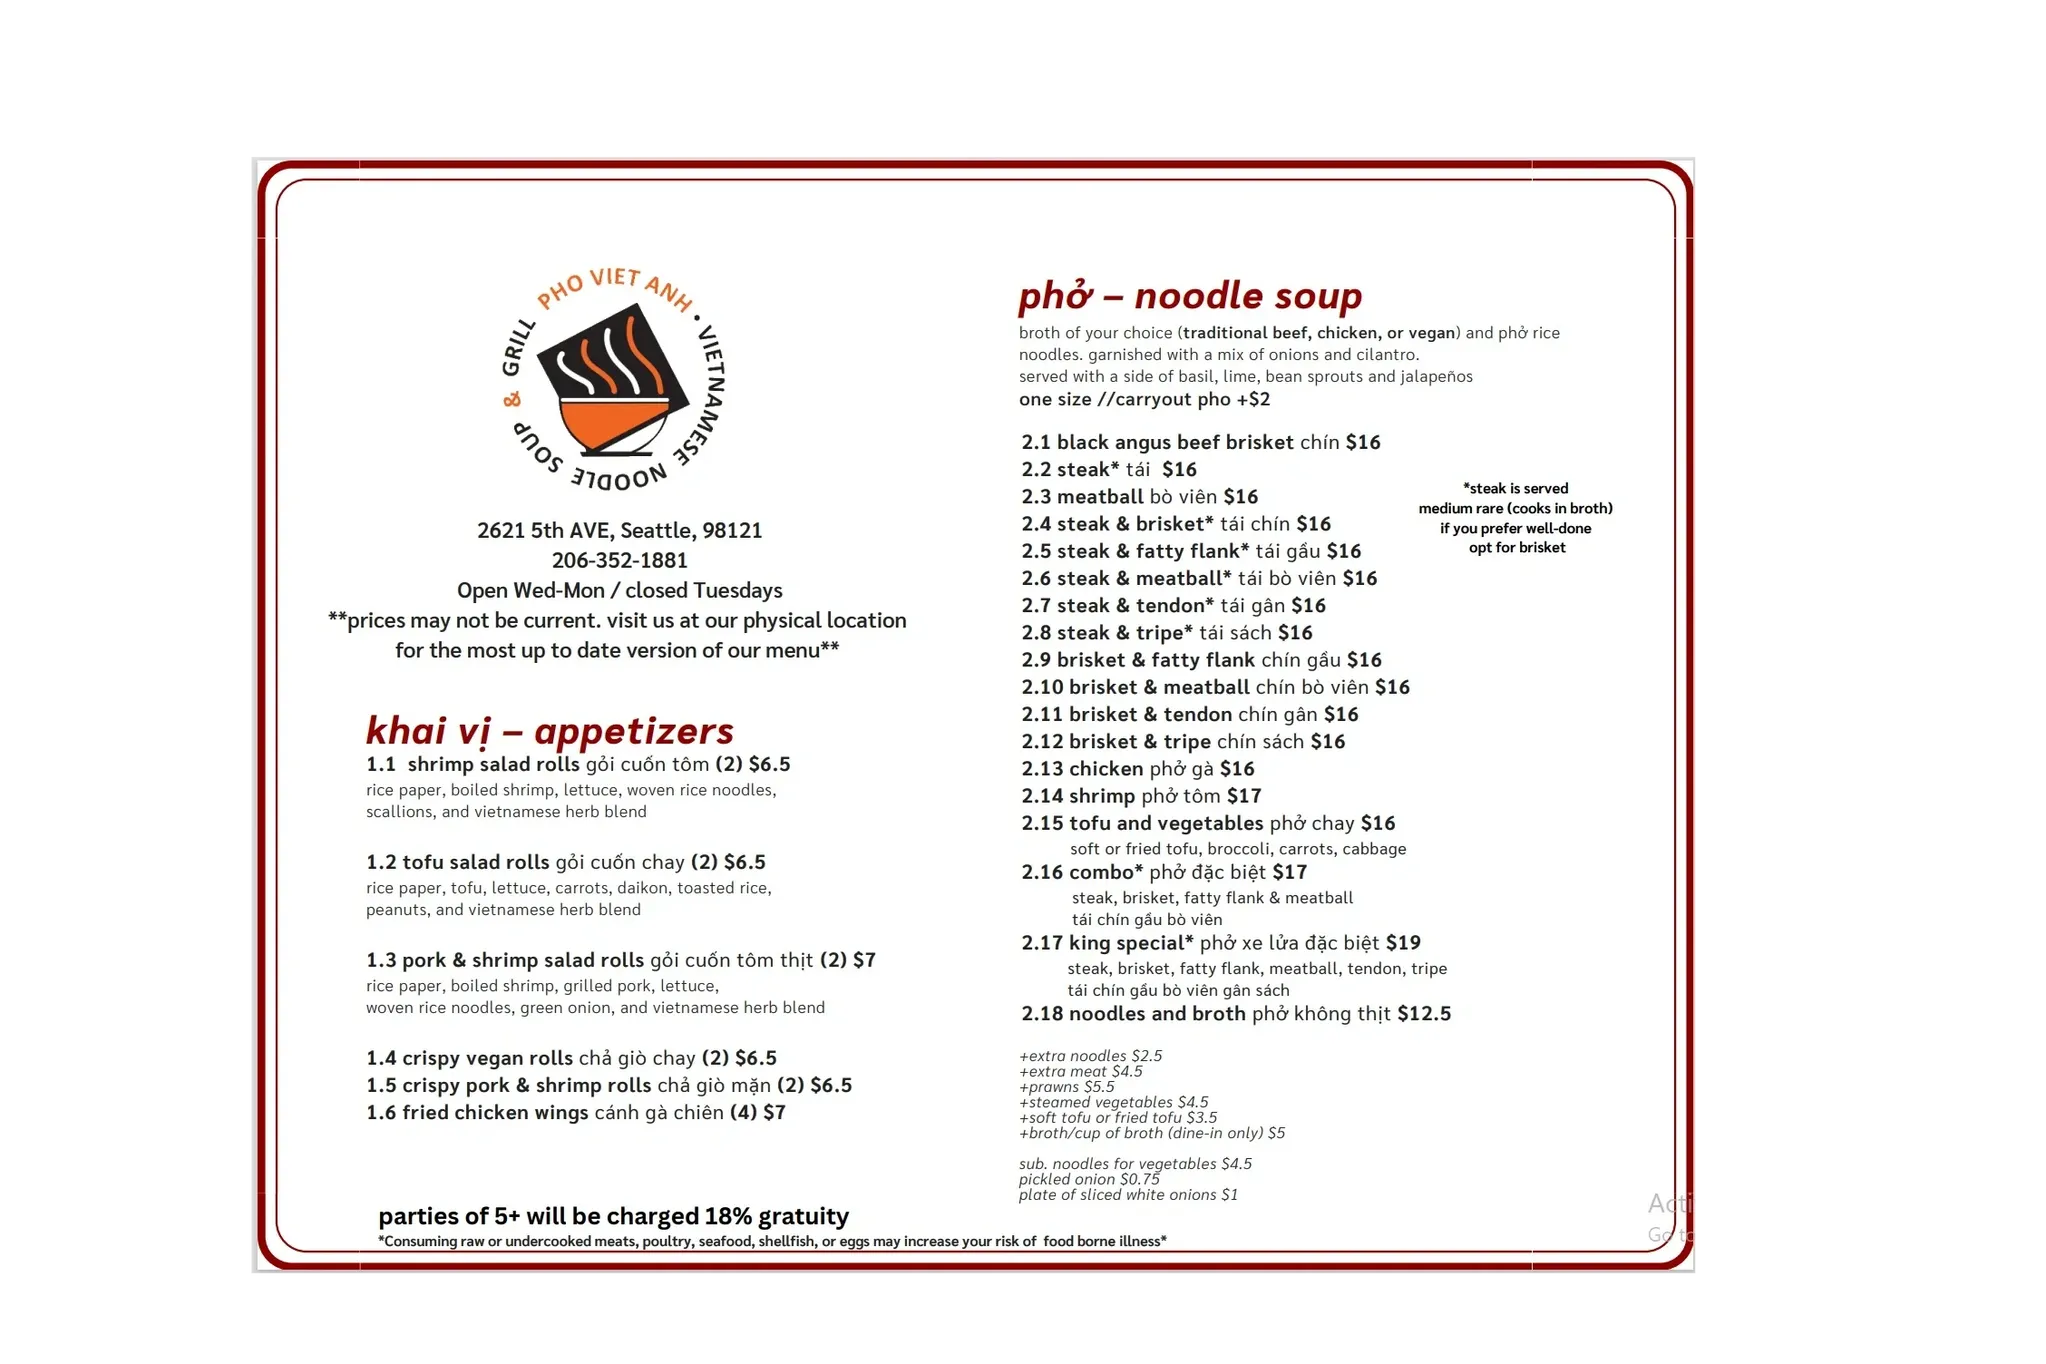 PHO VIET ANH • VIETNAMESE NOODLE SOUP & GRILL
2621 5th AVE, Seattle, 98121
206-352-1881
Open Wed-Mon / closed Tuesdays
**prices may not be current. visit us at our physical location
for the most up to date version of our menu**
khai vị – appetizers
1.1 shrimp salad rolls gỏi cuốn tôm (2) $6.5
rice paper, boiled shrimp, lettuce, woven rice noodles,
scallions, and vietnamese herb blend
1.2 tofu salad rolls gỏi cuốn chay (2) $6.5
rice paper, tofu, lettuce, carrots, daikon, toasted rice,
peanuts, and vietnamese herb blend
1.3 pork & shrimp salad rolls gỏi cuốn tôm thịt (2) $7
rice paper, boiled shrimp, grilled pork, lettuce,
woven rice noodles, green onion, and vietnamese herb blend
1.4 crispy vegan rolls chả giò chay (2) $6.5
1.5 crispy pork & shrimp rolls chả giò mặn (2) $6.5
1.6 fried chicken wings cánh gà chiên (4) $7
parties of 5+ will be charged 18% gratuity
*Consuming raw or undercooked meats, poultry, seafood, shellfish, or eggs may increase your risk of food borne illness*
phở – noodle soup
broth of your choice (traditional beef, chicken, or vegan) and phở rice
noodles. garnished with a mix of onions and cilantro.
served with a side of basil, lime, bean sprouts and jalapeños
one size //carryout pho +$2
2.1 black angus beef brisket chín $16
2.2 steak* tái $16
2.3 meatball bò viên $16
2.4 steak & brisket* tái chín $16
2.5 steak & fatty flank* tái gầu $16
2.6 steak & meatball* tái bò viên $16
2.7 steak & tendon* tái gân $16
2.8 steak & tripe* tái sách $16
2.9 brisket & fatty flank chín gầu $16
2.10 brisket & meatball chín bò viên $16
2.11 brisket & tendon chín gân $16
2.12 brisket & tripe chín sách $16
2.13 chicken phở gà $16
2.14 shrimp phở tôm $17
2.15 tofu and vegetables phở chay $16
soft or fried tofu, broccoli, carrots, cabbage
2.16 combo* phở đặc biệt $17
steak, brisket, fatty flank & meatball
tái chín gầu bò viên
2.17 king special* phở xe lửa đặc biệt $19
steak, brisket, fatty flank, meatball, tendon, tripe
tái chín gầu bò viên gân sách
2.18 noodles and broth phở không thịt $12.5
*steak is served
medium rare (cooks in broth)
if you prefer well-done
opt for brisket
+extra noodles $2.5
+extra meat $4.5
+prawns $5.5
+steamed vegetables $4.5
+soft tofu or fried tofu $3.5
+broth/cup of broth (dine-in only) $5
sub. noodles for vegetables $4.5
pickled onion $0.75
plate of sliced white onions $1
Acti
Go to